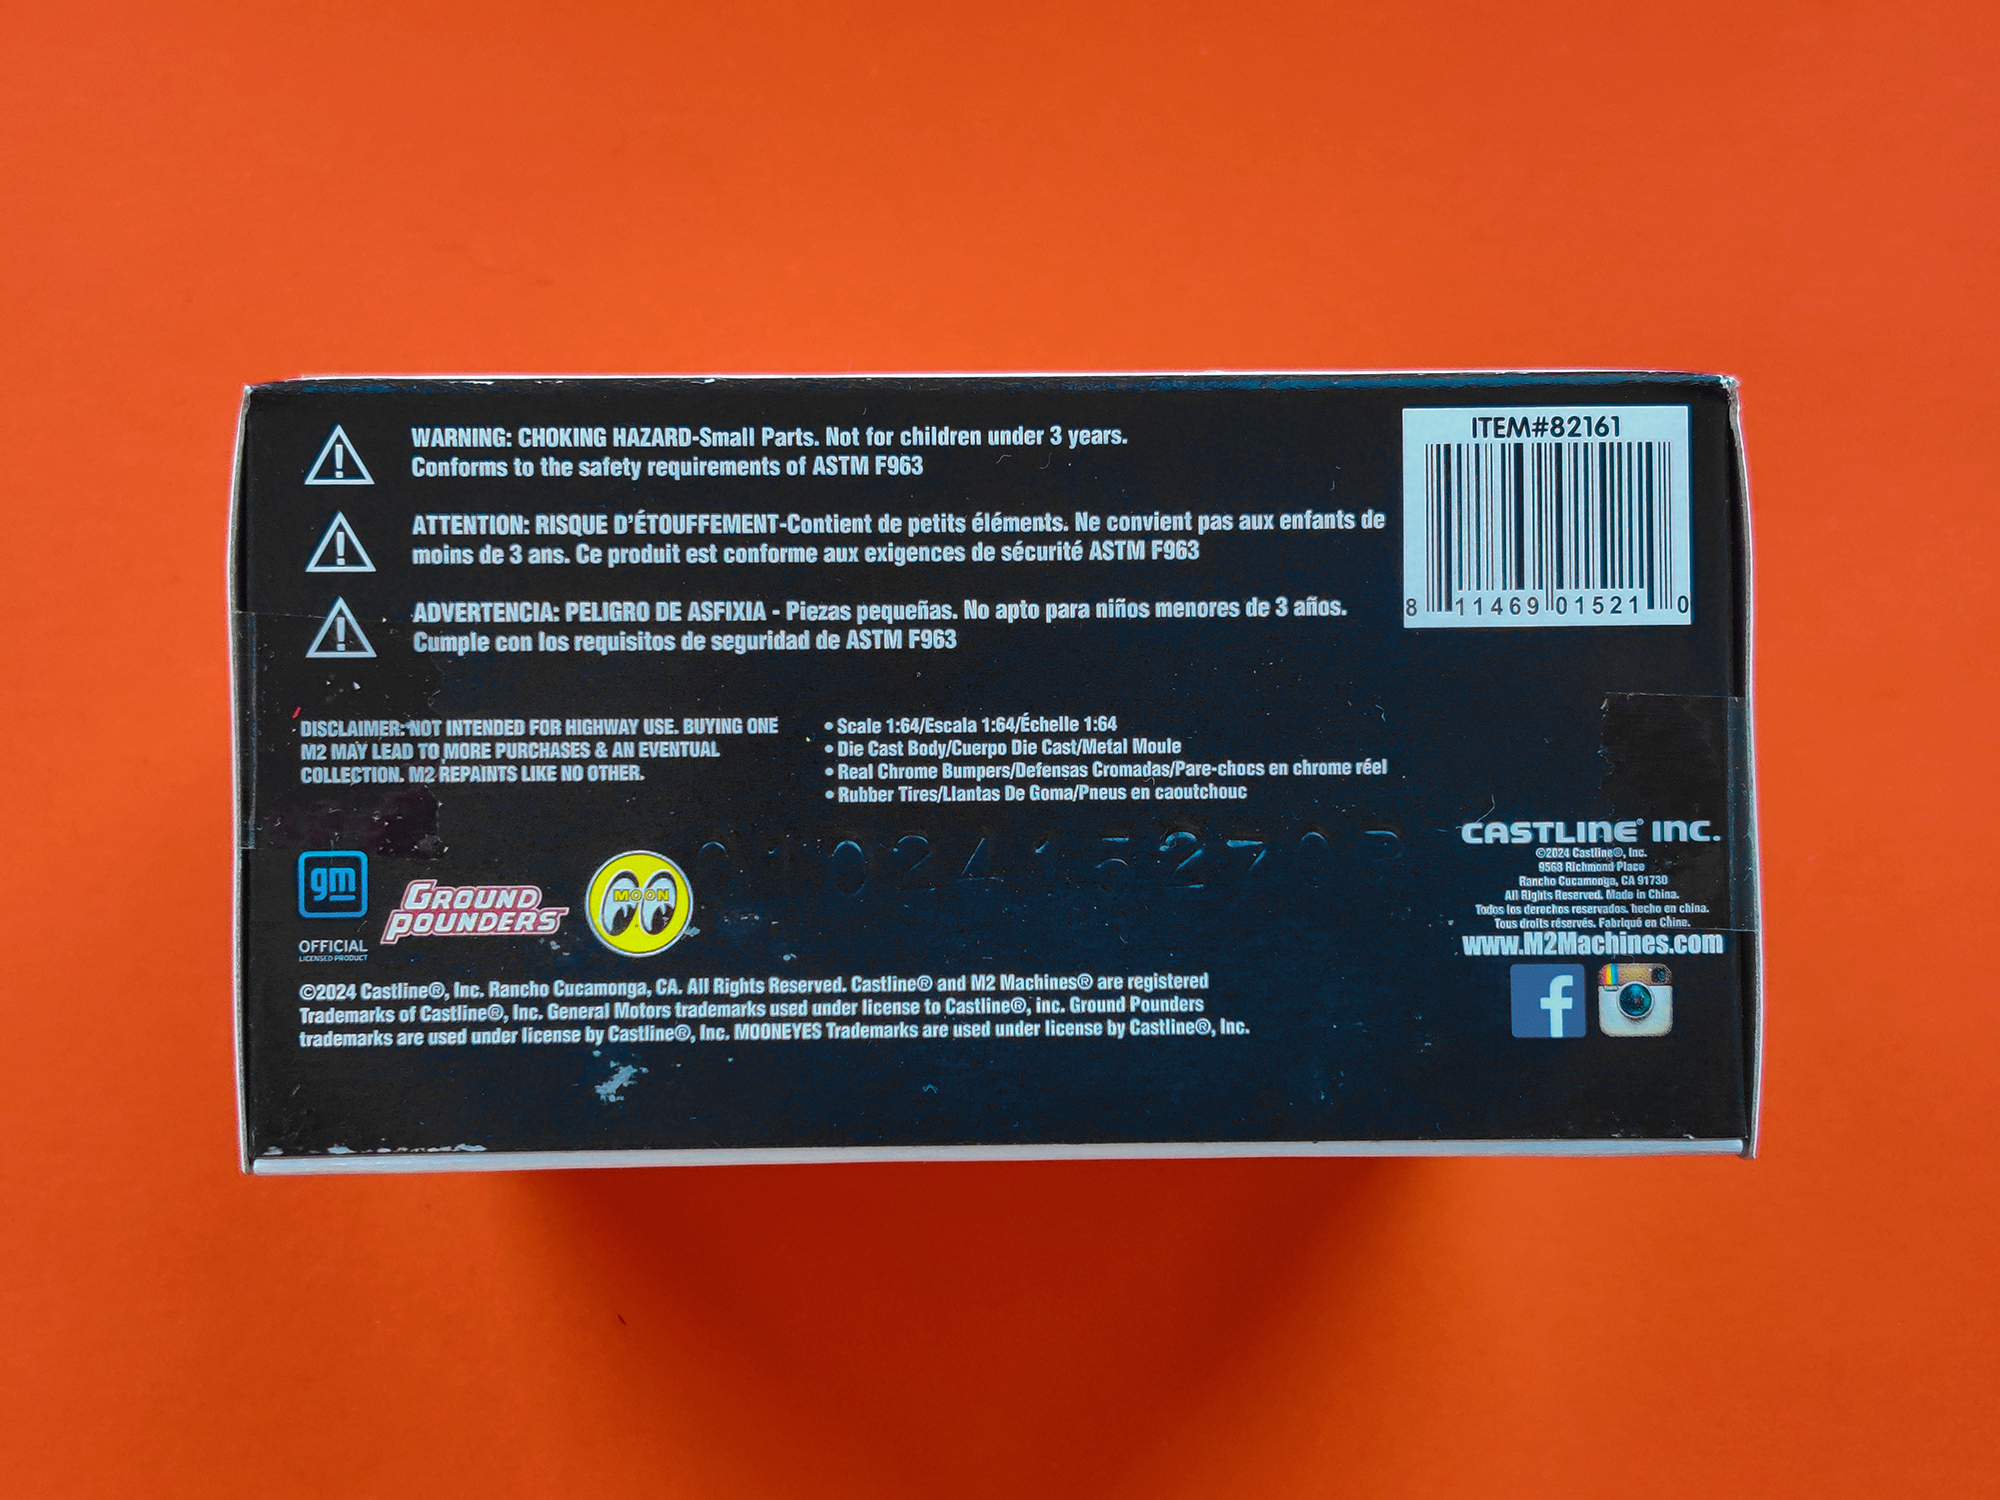 WARNING: CHOKING HAZARD-Small Parts. Not for children under 3 years.
Conforms to the safety requirements of ASTM F963
ATTENTION: RISQUE D'ÉTOUFFEMENT-Contient de petits éléments. Ne convient pas aux enfants de
moins de 3 ans. Ce produit est conforme aux exigences de sécurité ASTM F963
ADVERTENCIA: PELIGRO DE ASFIXIA - Piezas pequeñas. No apto para niños menores de 3 años.
Cumple con los requisitos de seguridad de ASTM F963
ITEM#82161
8 11469 01521 0
DISCLAIMER: NOT INTENDED FOR HIGHWAY USE. BUYING ONE
M2 MAY LEAD TO MORE PURCHASES & AN EVENTUAL
COLLECTION. M2 REPAINTS LIKE NO OTHER.
• Scale 1:64/Escala 1:64/Échelle 1:64
• Die Cast Body/Cuerpo Die Cast/Metal Moule
• Real Chrome Bumpers/Defensas Cromadas/Pare-chocs en chrome réel
• Rubber Tires/Llantas De Goma/Pneus en caoutchouc
gm
OFFICIAL
LICENSED PRODUCT
GROUND
POUNDERS
MOON
CASTLINE® INC.
©2024 Castline®, Inc.
9563 Richmond Place
Rancho Cucamonga, CA 91730
All Rights Reserved. Made in China.
Todos los derechos reservados. hecho en china.
Tous droits réservés. Fabriqué en Chine.
www.M2Machines.com
f
©2024 Castline®, Inc. Rancho Cucamonga, CA. All Rights Reserved. Castline® and M2 Machines® are registered
Trademarks of Castline®, Inc. General Motors trademarks used under license to Castline®, inc. Ground Pounders
trademarks are used under license by Castline®, Inc. MOONEYES Trademarks are used under license by Castline®, Inc.